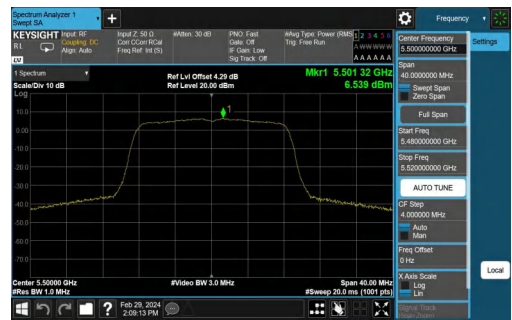 Spectrum Analyzer 1
Swept SA
Frequency
KEYSIGHT
RL
LV
Input: RF
Coupling: DC
Align: Auto
Input Z: 50 Ω
Corr CCorr RCal
Freq Ref: Int (S)
#Atten: 30 dB
PNO: Fast
Gate: Off
IF Gain: Low
Sig Track: Off
#Avg Type: Power (RMS
Trig: Free Run
1 2 3 4 5 6
A W W W W W
A A A A A A
1 Spectrum
Scale/Div 10 dB
Log
Ref Lvl Offset 4.29 dB
Ref Level 20.00 dBm
Mkr1 5.501 32 GHz
6.539 dBm
1
10.0
0.00
-10.0
-20.0
-30.0
-40.0
-50.0
-60.0
-70.0
Center 5.50000 GHz
#Res BW 1.0 MHz
#Video BW 3.0 MHz
Span 40.00 MHz
#Sweep 20.0 ms (1001 pts)
Feb 29, 2024
2:09:13 PM
Center Frequency
5.500000000 GHz
Settings
Span
40.0000000 MHz
Swept Span
Zero Span
Full Span
Start Freq
5.480000000 GHz
Stop Freq
5.520000000 GHz
AUTO TUNE
CF Step
4.000000 MHz
Auto
Man
Freq Offset
0 Hz
X Axis Scale
Log
Lin
Local
Signal Track